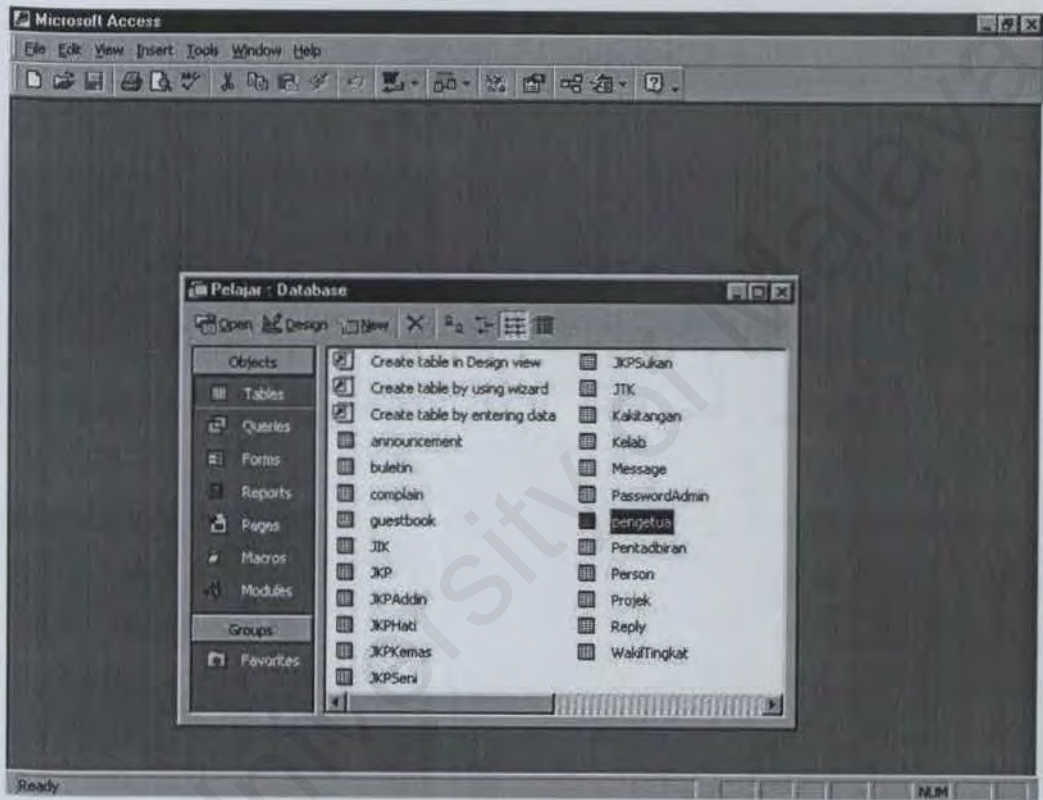 Microsoft Access
File Edit View Insert Tools Window Help
Pelajar : Database
Open Design New
Objects
Tables
Queries
Forms
Reports
Pages
Macros
Modules
Groups
Favorites
Create table in Design view
Create table by using wizard
Create table by entering data
announcement
buletin
complain
guestbook
JIK
JKP
JKPAddin
JKPHati
JKPKemas
JKPSeni
JKPSukan
JTK
Kakitangan
Kelab
Message
PasswordAdmin
pengetua
Pentadbiran
Person
Projek
Reply
WakilTingkat
Ready
NUM
University of Malaya